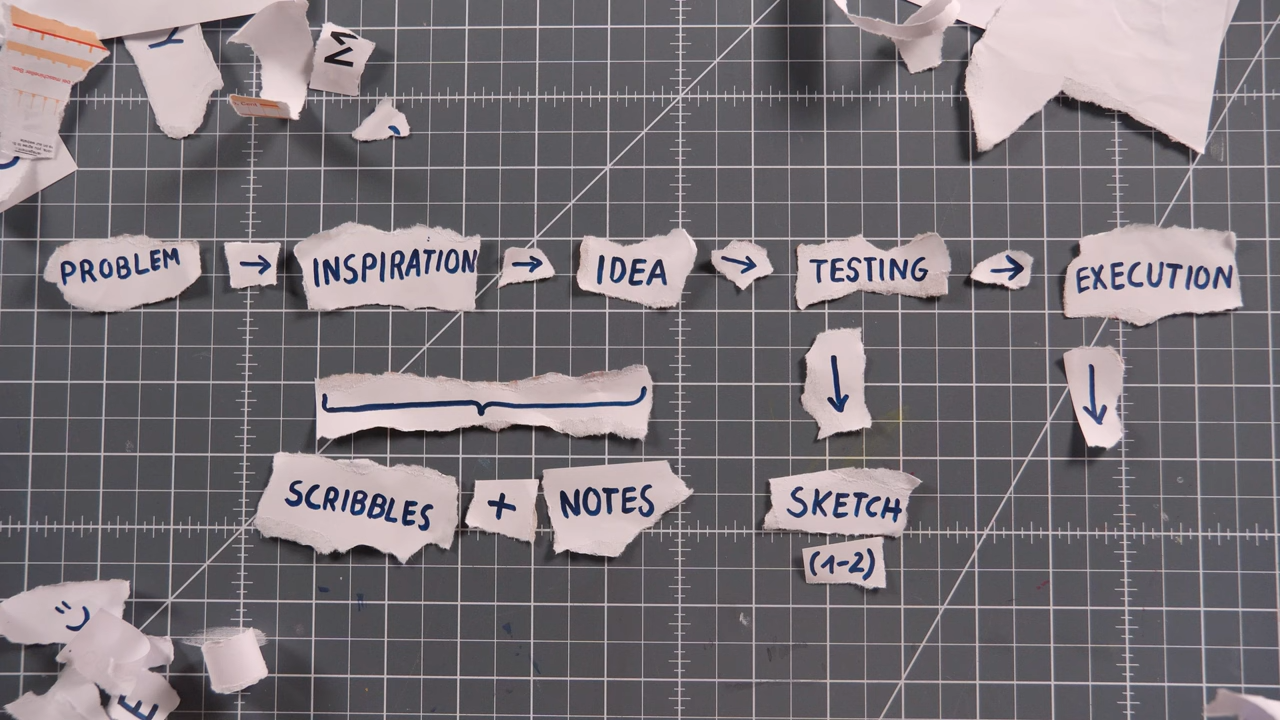 Y
M
PROBLEM → INSPIRATION → IDEA → TESTING → EXECUTION
↓ ↓
SCRIBBLES + NOTES SKETCH
(1-2)
E